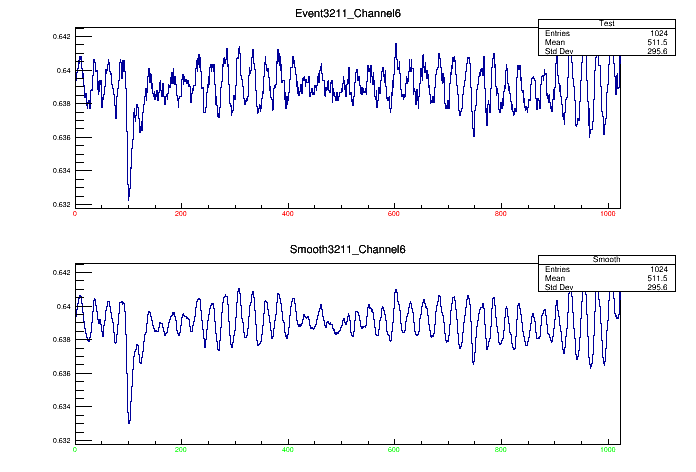 Event3211_Channel6
Test
Entries 1024
Mean 511.5
Std Dev 295.6
0.642
0.64
0.638
0.636
0.634
0.632
0 200 400 600 800 1000
Smooth3211_Channel6
Smooth
Entries 1024
Mean 511.5
Std Dev 295.6
0.642
0.64
0.638
0.636
0.634
0.632
0 200 400 600 800 1000